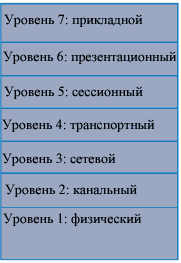 Уровень 7: прикладной
Уровень 6: презентационный
Уровень 5: сессионный
Уровень 4: транспортный
Уровень 3: сетевой
Уровень 2: канальный
Уровень 1: физический